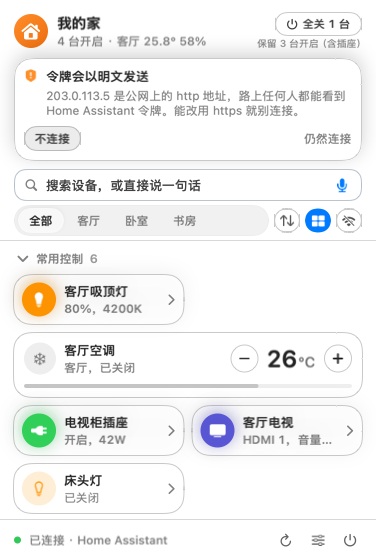 我的家
全关 1 台
4 台开启 · 客厅 25.8° 58%
保留 3 台开启 (含插座)
令牌会以明文发送
203.0.113.5 是公网上的 http 地址，路上任何人都能看到
Home Assistant 令牌。能改用 https 就别连接。
不连接
仍然连接
搜索设备，或直接说一句话
全部
客厅
卧室
书房
常用控制 6
客厅吸顶灯
80%，4200K
客厅空调
客厅，已关闭
26°C
电视柜插座
开启，42W
客厅电视
HDMI 1，音量...
床头灯
已关闭
已连接 · Home Assistant